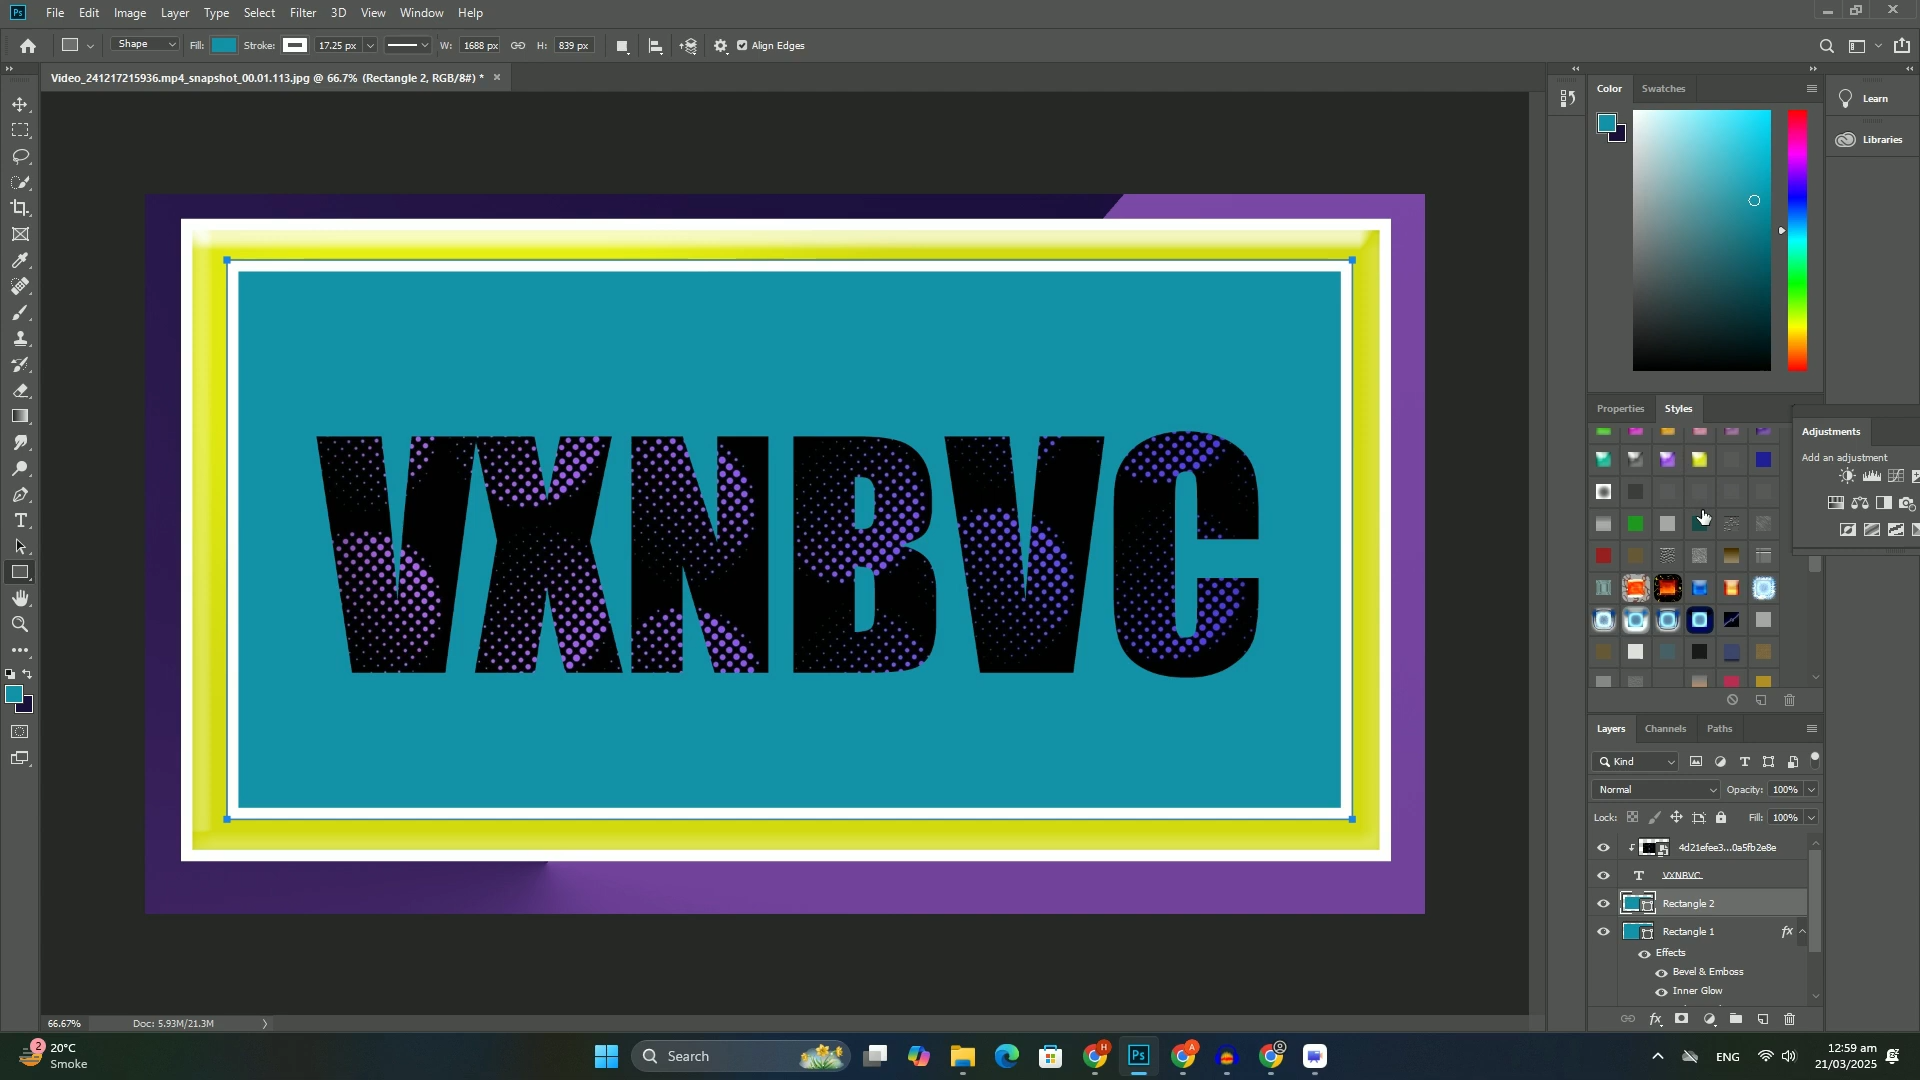 Ps File Edit Image Layer Type Select Filter 3D View Window Help
Shape Fill: Stroke: 17.25 px W: 1688 px H: 839 px Align Edges
Video_241217215936.mp4_snapshot_00.01.113.jpg @ 66.7% (Rectangle 2, RGB/8#) * ×
Color Swatches
Learn
Libraries
Properties Styles
Adjustments
Add an adjustment
VXNBVC
Layers Channels Paths
Kind
Normal Opacity: 100%
Lock: Fill: 100%
4d21efee3...0a5fb2e8e
T VXNBVC
Rectangle 2
Rectangle 1 fx
Effects
Bevel & Emboss
Inner Glow
66.67% Doc: 5.93M/21.3M
2
20°C
Smoke
Search
H
Ps
A
ENG
12:59 am
21/03/2025